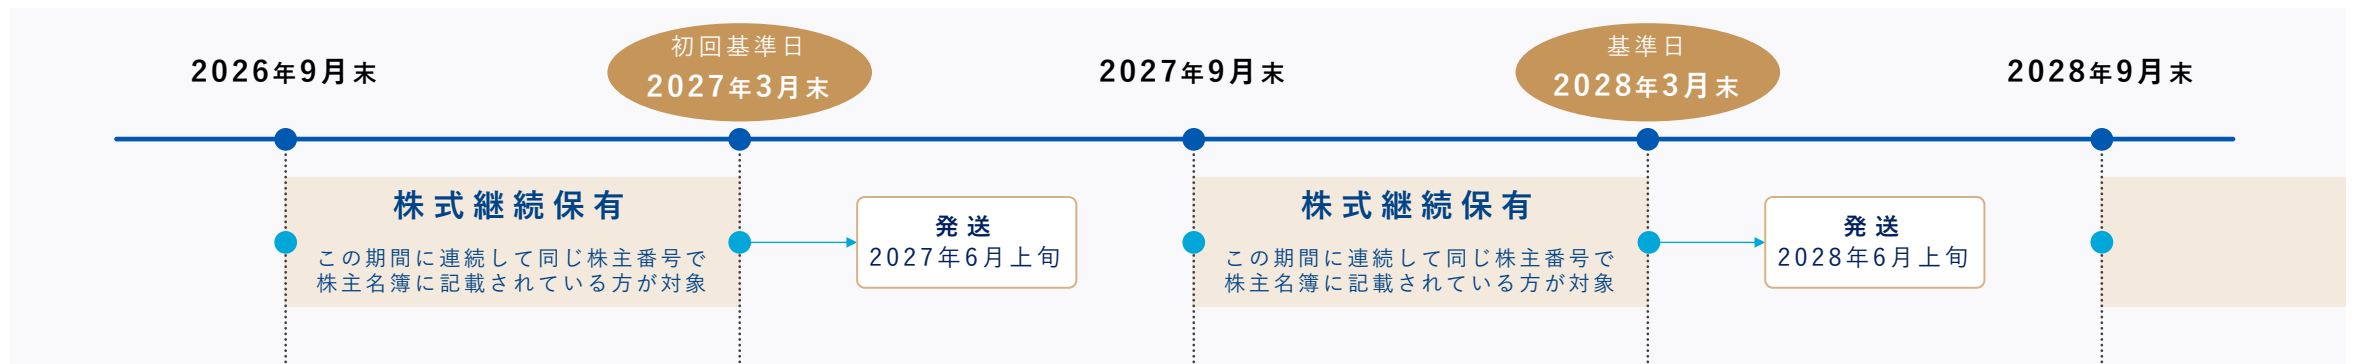 2026年9月末
初回基準日
2027年3月末
2027年9月末
基準日
2028年3月末
2028年9月末
株式継続保有
この期間に連続して同じ株主番号で
株主名簿に記載されている方が対象
発送
2027年6月上旬
株式継続保有
この期間に連続して同じ株主番号で
株主名簿に記載されている方が対象
発送
2028年6月上旬